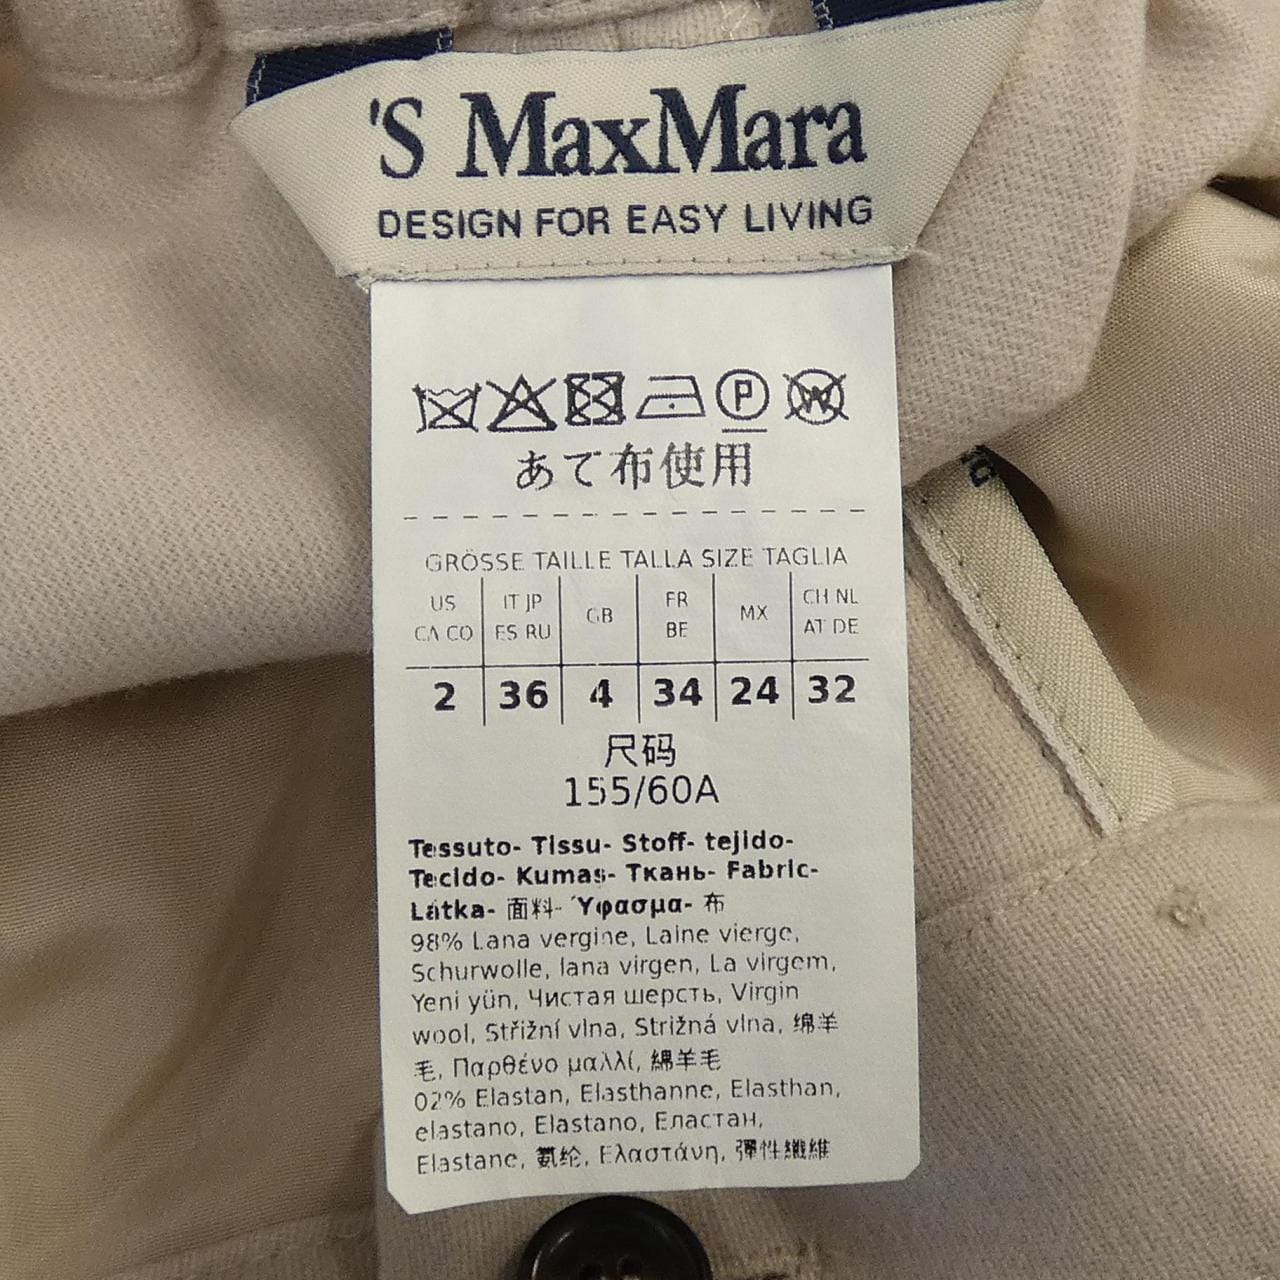 'S MaxMara
DESIGN FOR EASY LIVING
P W
あて布使用
GRÖSSE TAILLE TALLA SIZE TAGLIA
US CA CO
IT JP ES RU
GB
FR BE
MX
CH NL AT DE
2 36 4 34 24 32
尺码
155/60A
Tessuto- Tissu- Stoff- tejido-
Tecido- Kumaş- Ткань- Fabric-
Látka- 面料- Ύφασμα- 布
98% Lana vergine, Laine vierge,
Schurwolle, lana virgen, La virgem,
Yeni yün, Чистая шерсть, Virgin
wool, Střižní vlna, Strižná vlna, 绵羊
毛, Παρθένο μαλλί, 綿羊毛
02% Elastan, Elasthanne, Elasthan,
elastano, Elastano, Еластан,
Elastane, 氨纶, Ελαστάνη, 彈性纖維